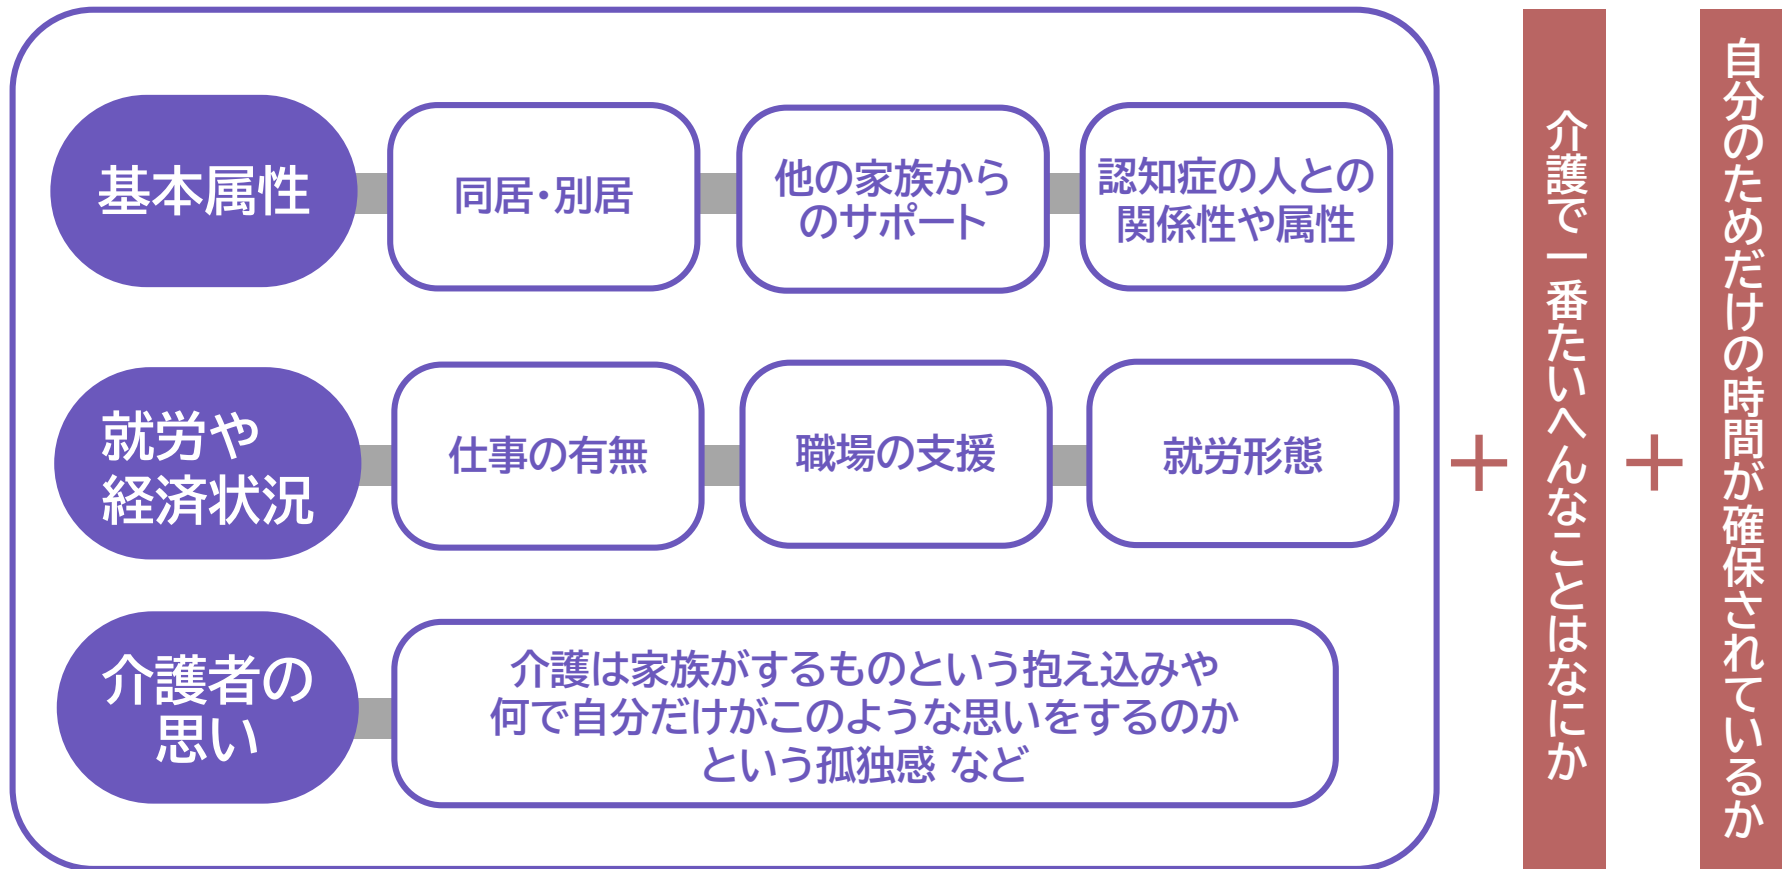 基本属性
同居・別居
他の家族から
のサポート
認知症の人との
関係性や属性
就労や
経済状況
仕事の有無
職場の支援
就労形態
介護者の
思い
介護は家族がするものという抱え込みや
何で自分だけがこのような思いをするのか
という孤独感 など
＋
介護で一番たいへんなことはなにか
＋
自分のためだけの時間が確保されているか